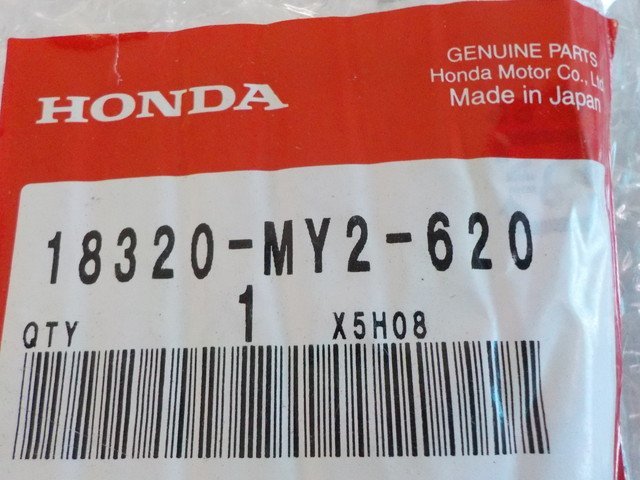 HONDA
GENUINE PARTS
Honda Motor Co., Ltd
Made in Japan
18320-MY2-620
QTY 1 X5H08